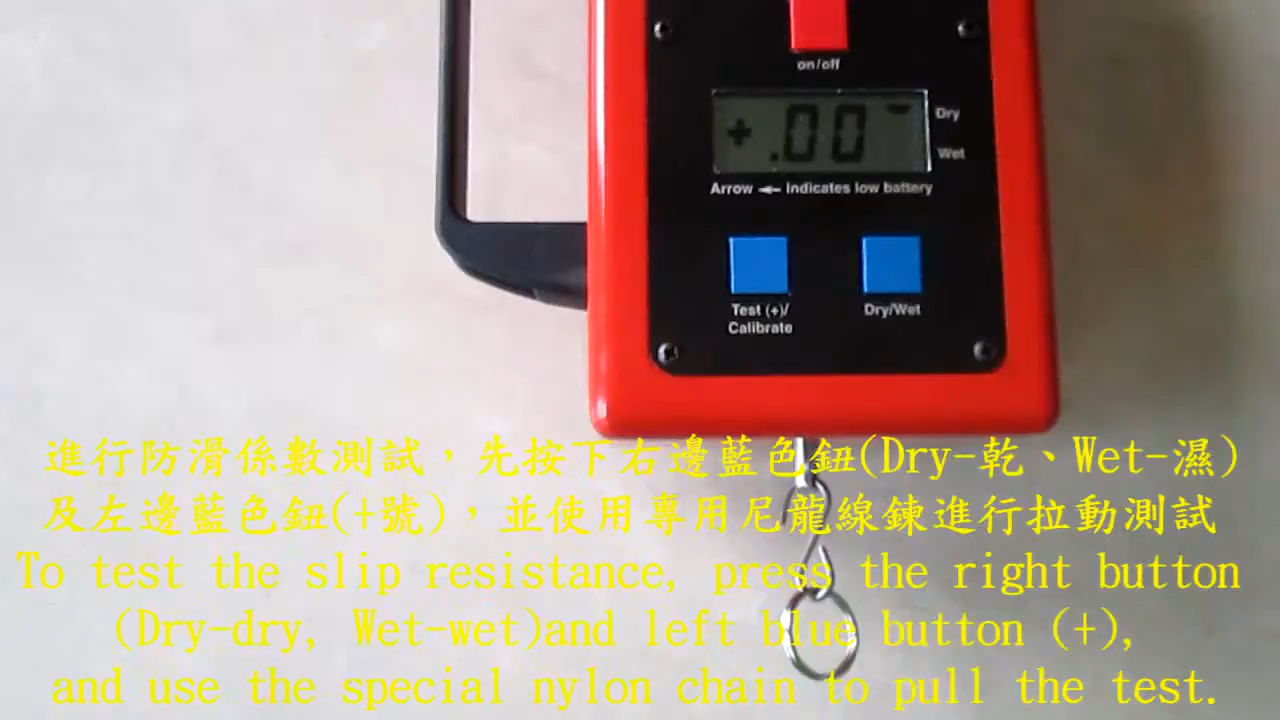 on/off
+ .00
Dry
Wet
Arrow ← indicates low battery
Test (+)/
Calibrate
Dry/Wet
進行防滑係數測試，先按下右邊藍色鈕(Dry-乾、Wet-濕)
及左邊藍色鈕(+號)，並使用專用尼龍線鍊進行拉動測試
To test the slip resistance, press the right button
(Dry-dry, Wet-wet)and left blue button (+),
and use the special nylon chain to pull the test.